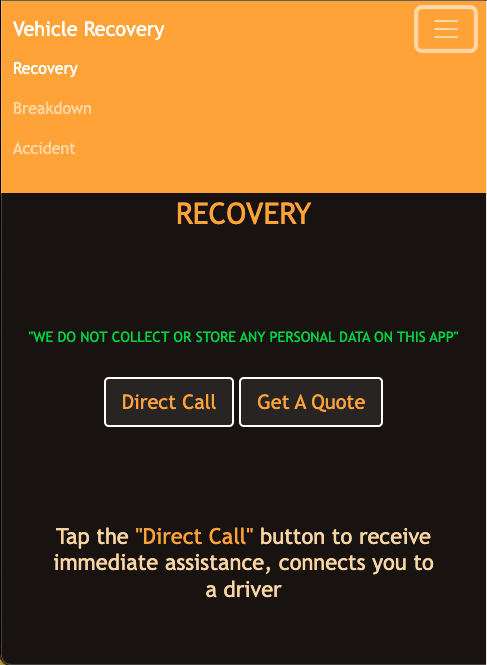 Vehicle Recovery
Recovery
Breakdown
Accident
RECOVERY
"WE DO NOT COLLECT OR STORE ANY PERSONAL DATA ON THIS APP"
Direct Call
Get A Quote
Tap the "Direct Call" button to receive
immediate assistance, connects you to
a driver